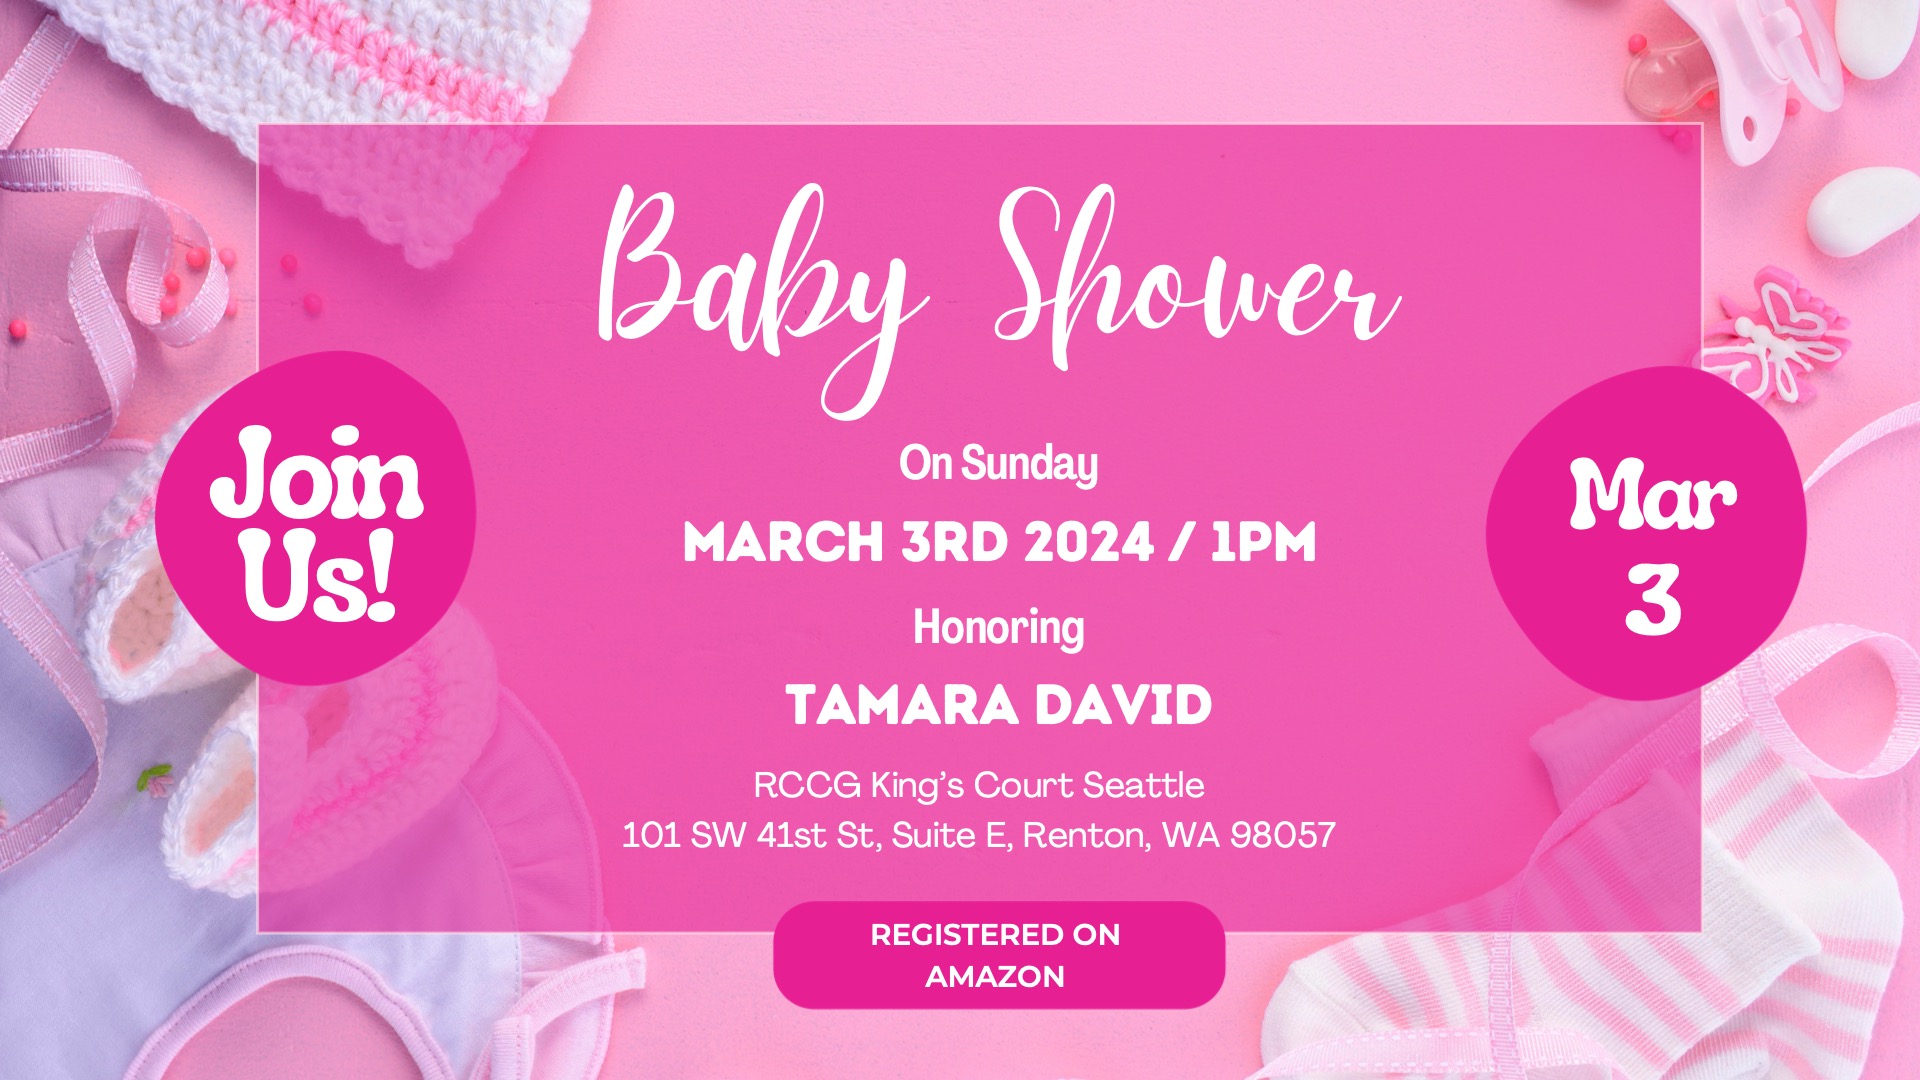 Baby Shower
Join
Us!
On Sunday
MARCH 3RD 2024 / 1PM
Mar
3
Honoring
TAMARA DAVID
RCCG King’s Court Seattle
101 SW 41st St, Suite E, Renton, WA 98057
REGISTERED ON
AMAZON